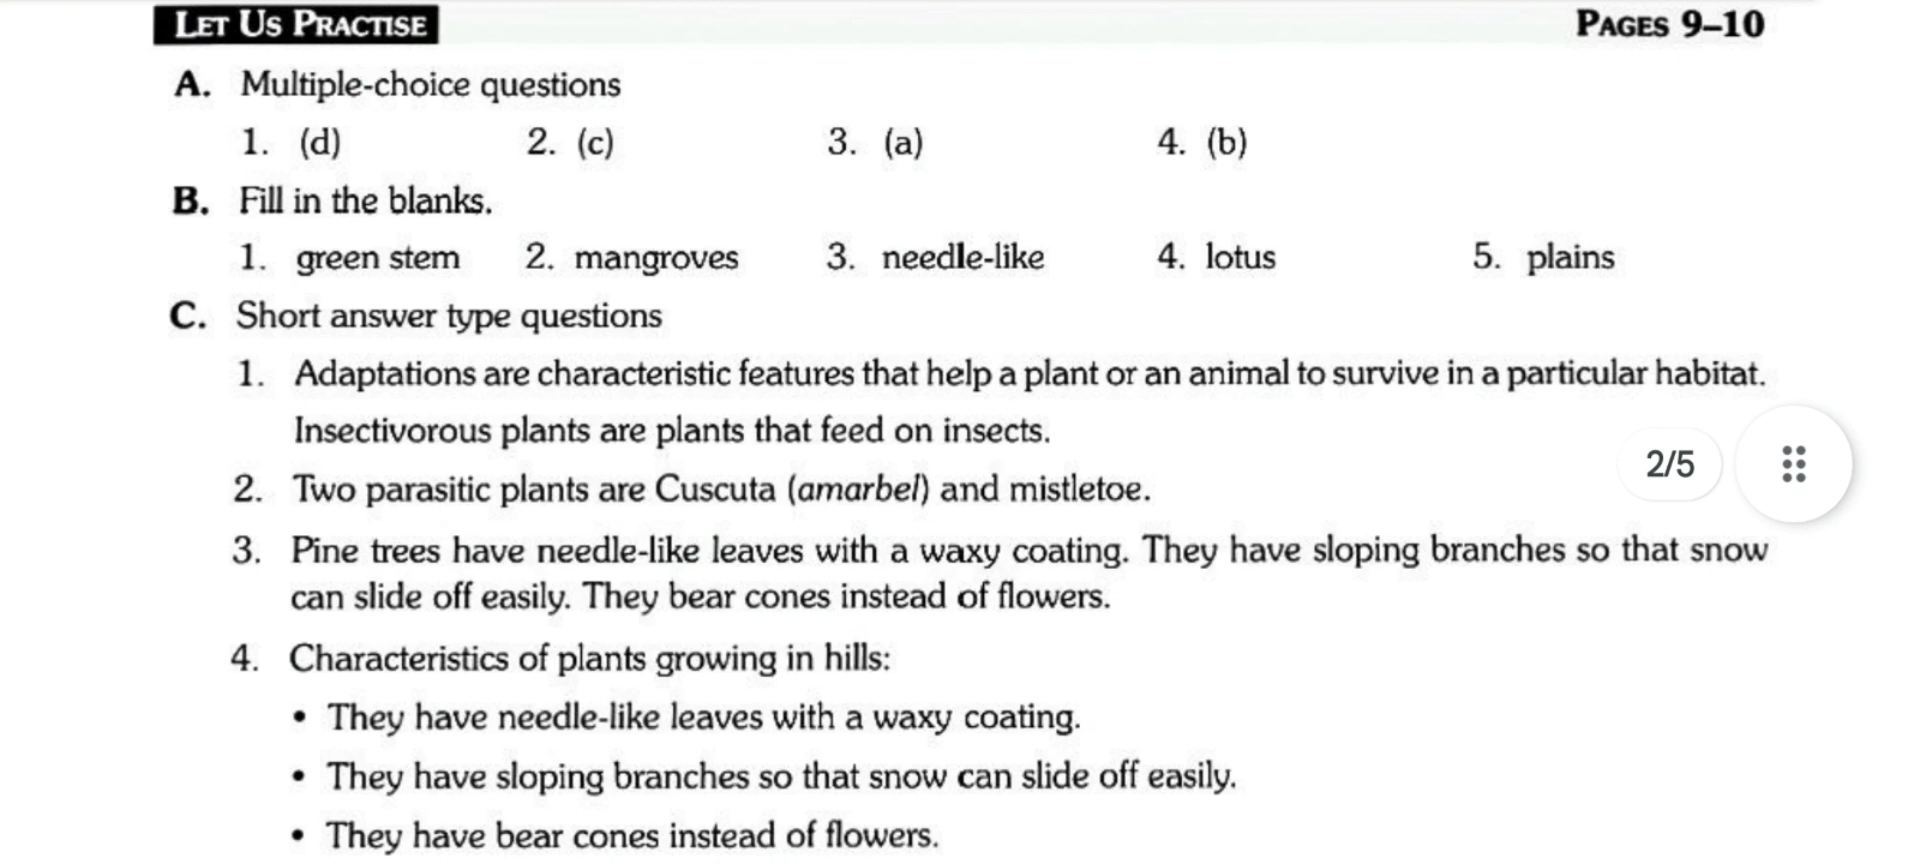 LET US PRACTISE PAGES 9–10
A. Multiple-choice questions
1. (d) 2. (c) 3. (a) 4. (b)
B. Fill in the blanks.
1. green stem 2. mangroves 3. needle-like 4. lotus 5. plains
C. Short answer type questions
1. Adaptations are characteristic features that help a plant or an animal to survive in a particular habitat.
Insectivorous plants are plants that feed on insects.
2/5
2. Two parasitic plants are Cuscuta (amarbel) and mistletoe.
3. Pine trees have needle-like leaves with a waxy coating. They have sloping branches so that snow
can slide off easily. They bear cones instead of flowers.
4. Characteristics of plants growing in hills:
• They have needle-like leaves with a waxy coating.
• They have sloping branches so that snow can slide off easily.
• They have bear cones instead of flowers.